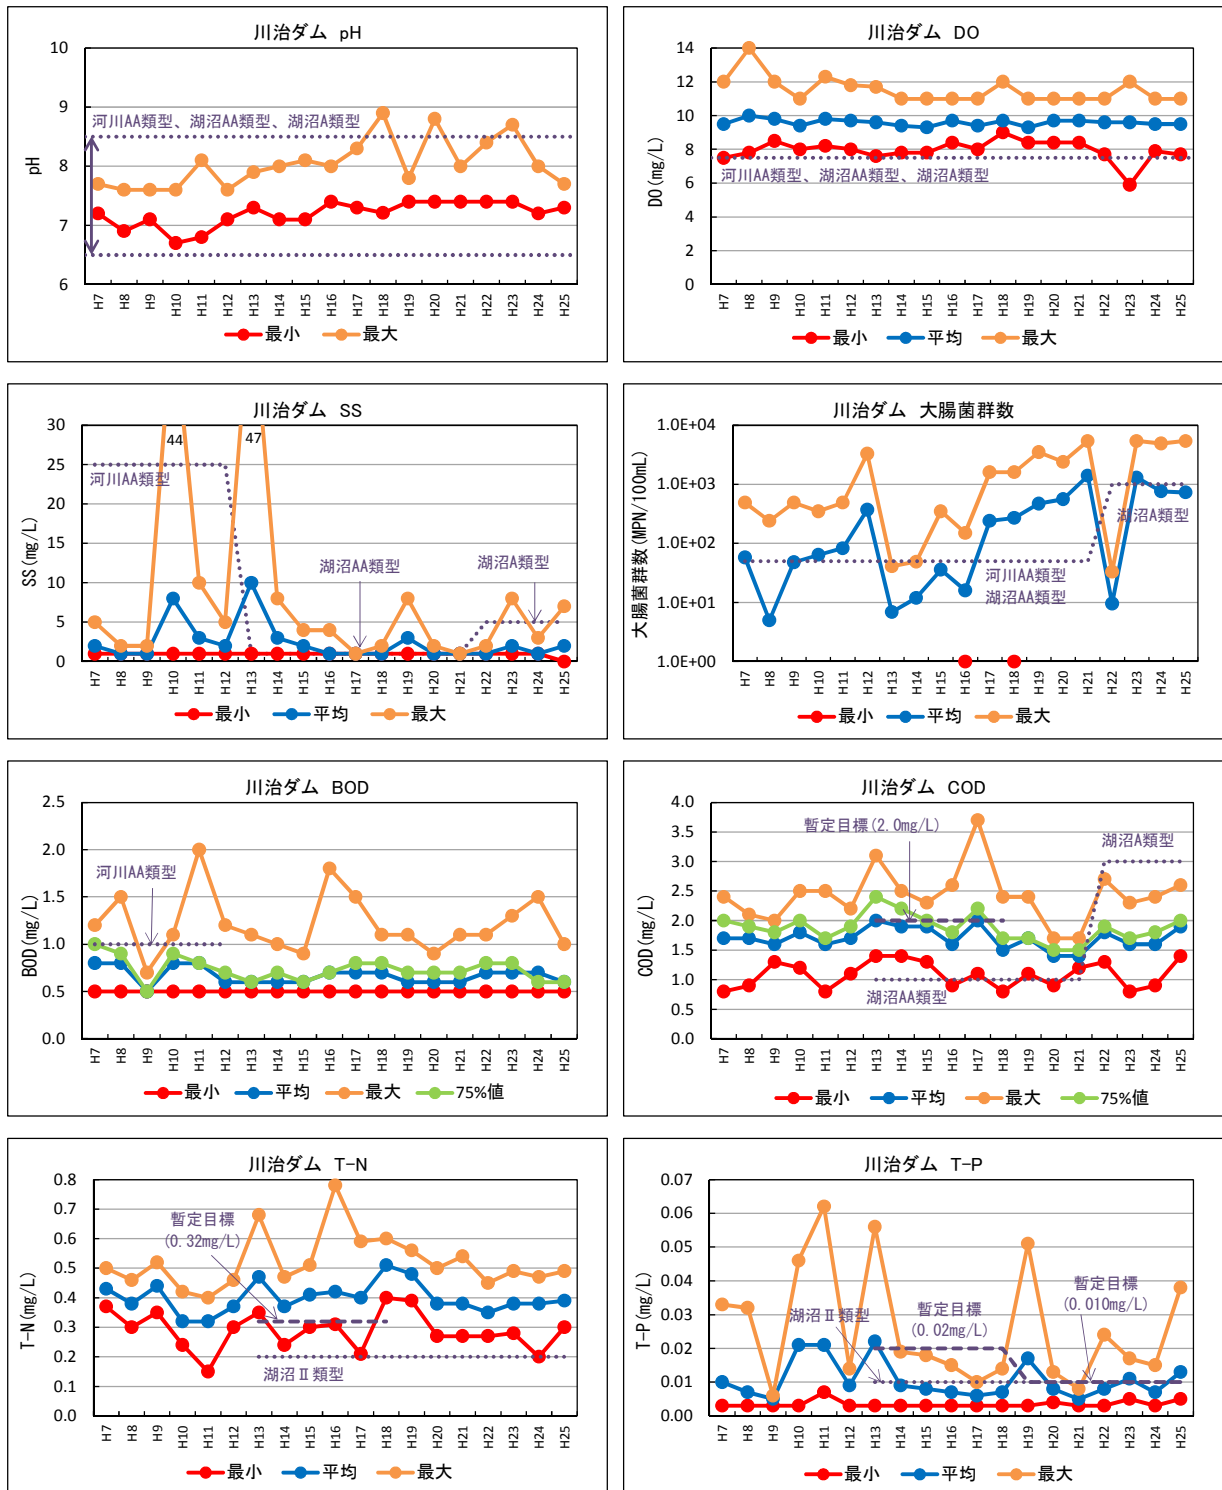 川治ダム pH
10
9
8
7
6
pH
河川AA類型、湖沼AA類型、湖沼A類型
H7 H8 H9 H10 H11 H12 H13 H14 H15 H16 H17 H18 H19 H20 H21 H22 H23 H24 H25
最小 最大
川治ダム DO
14
12
10
8
6
4
2
0
DO(mg/L)
河川AA類型、湖沼AA類型、湖沼A類型
H7 H8 H9 H10 H11 H12 H13 H14 H15 H16 H17 H18 H19 H20 H21 H22 H23 H24 H25
最小 平均 最大
川治ダム SS
30
25
20
15
10
5
0
SS(mg/L)
44
47
河川AA類型
湖沼AA類型
湖沼A類型
H7 H8 H9 H10 H11 H12 H13 H14 H15 H16 H17 H18 H19 H20 H21 H22 H23 H24 H25
最小 平均 最大
川治ダム 大腸菌群数
1.0E+04
1.0E+03
1.0E+02
1.0E+01
1.0E+00
大腸菌群数(MPN/100mL)
湖沼A類型
河川AA類型
湖沼AA類型
H7 H8 H9 H10 H11 H12 H13 H14 H15 H16 H17 H18 H19 H20 H21 H22 H23 H24 H25
最小 平均 最大
川治ダム BOD
2.5
2.0
1.5
1.0
0.5
0.0
BOD(mg/L)
河川AA類型
H7 H8 H9 H10 H11 H12 H13 H14 H15 H16 H17 H18 H19 H20 H21 H22 H23 H24 H25
最小 平均 最大 75%値
川治ダム COD
4.0
3.5
3.0
2.5
2.0
1.5
1.0
0.5
0.0
COD(mg/L)
暫定目標(2.0mg/L)
湖沼A類型
湖沼AA類型
H7 H8 H9 H10 H11 H12 H13 H14 H15 H16 H17 H18 H19 H20 H21 H22 H23 H24 H25
最小 平均 最大 75%値
川治ダム T-N
0.8
0.7
0.6
0.5
0.4
0.3
0.2
0.1
0.0
T-N(mg/L)
暫定目標
(0.32mg/L)
湖沼Ⅱ類型
H7 H8 H9 H10 H11 H12 H13 H14 H15 H16 H17 H18 H19 H20 H21 H22 H23 H24 H25
最小 平均 最大
川治ダム T-P
0.07
0.06
0.05
0.04
0.03
0.02
0.01
0.00
T-P(mg/L)
湖沼Ⅱ類型
暫定目標
(0.02mg/L)
暫定目標
(0.010mg/L)
H7 H8 H9 H10 H11 H12 H13 H14 H15 H16 H17 H18 H19 H20 H21 H22 H23 H24 H25
最小 平均 最大